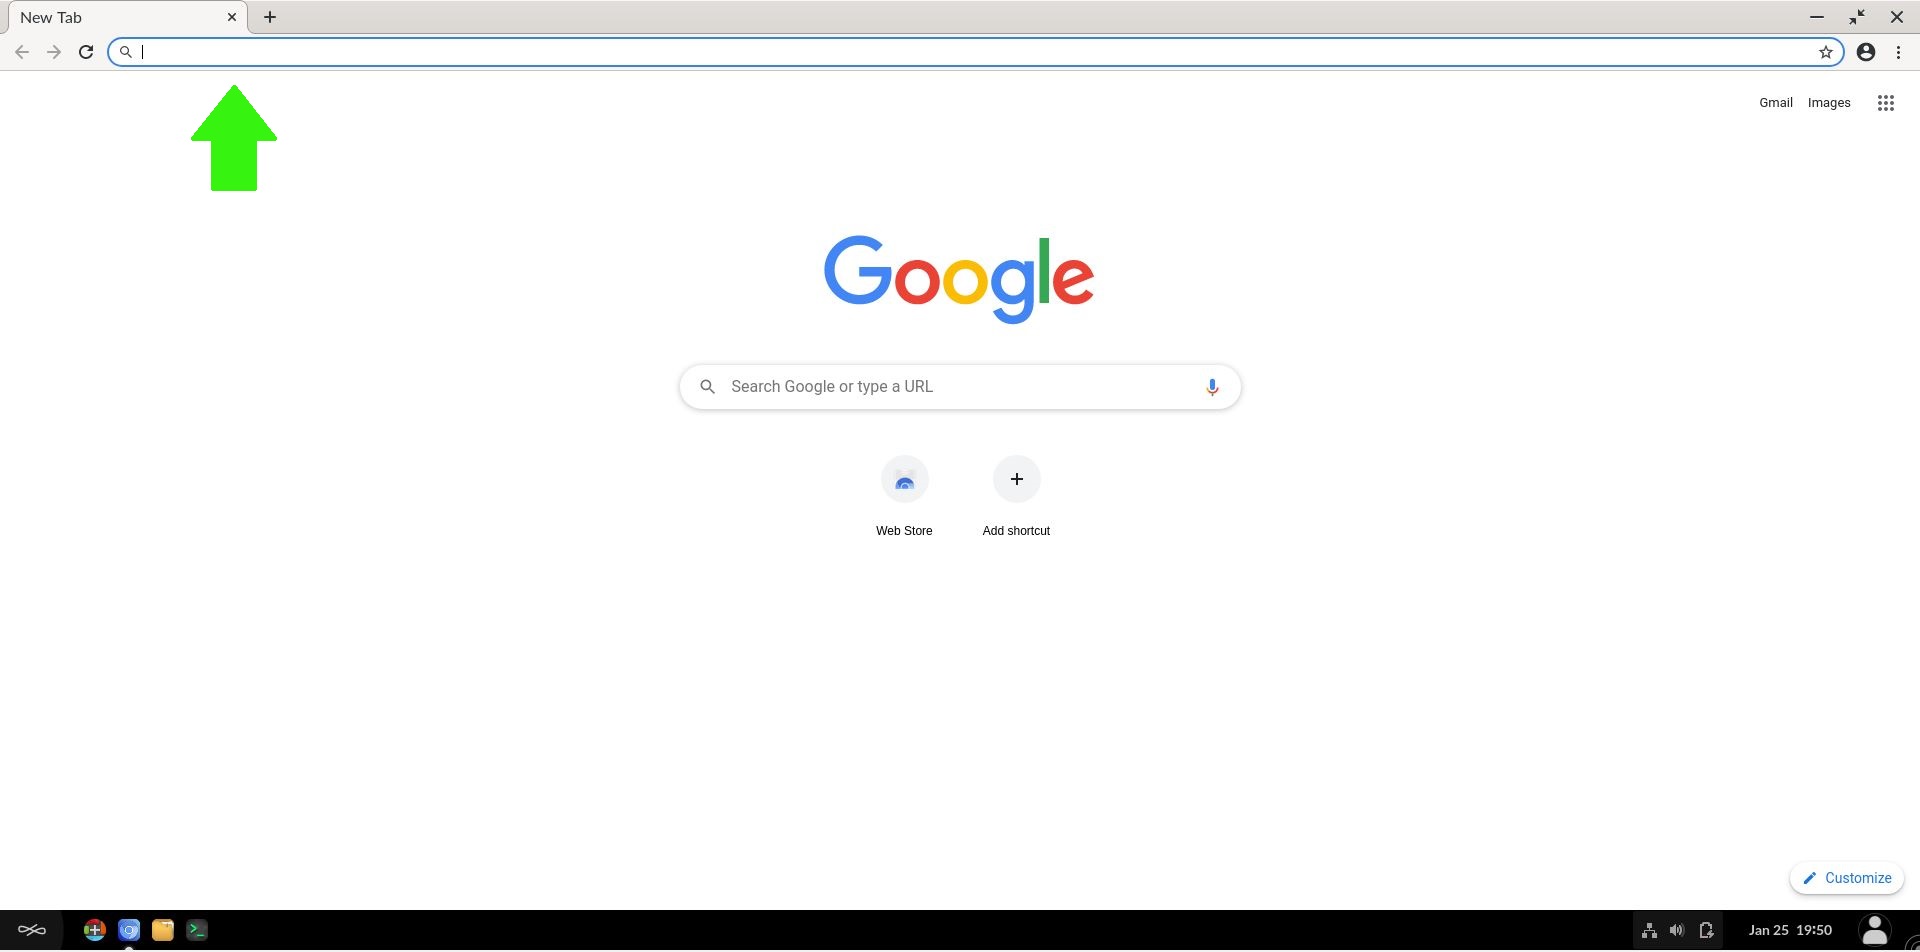 New Tab
Gmail Images
Google
Search Google or type a URL
Web Store Add shortcut
Customize
Jan 25 19:50